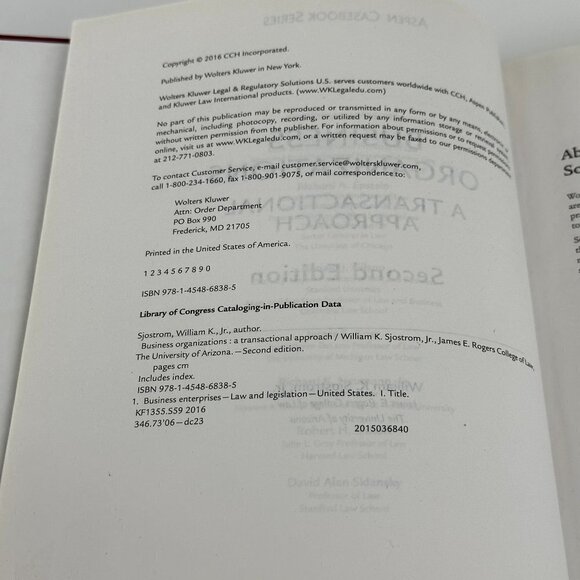 Copyright © 2016 CCH Incorporated.
Published by Wolters Kluwer in New York.
Wolters Kluwer Legal & Regulatory Solutions U.S. serves customers worldwide with CCH, Aspen
and Kluwer Law International products. (www.WKLegaledu.com)
No part of this publication may be reproduced or transmitted in any form or by any means, electronic
mechanical, including photocopy, recording, or utilized by any information storage or retrieval
without written permission from the publisher. For information about permissions or to request
online, visit us at www.WKLegaledu.com, or a written request may be faxed to our permissions
at 212-771-0803.
To contact Customer Service, e-mail customer.service@wolterskluwer.com,
call 1-800-234-1660, fax 1-800-901-9075, or mail correspondence to:
Wolters Kluwer
Attn: Order Department
PO Box 990
Frederick, MD 21705
Printed in the United States of America.
1 2 3 4 5 6 7 8 9 0
ISBN 978-1-4548-6838-5
Library of Congress Cataloging-in-Publication Data
Sjostrom, William K., Jr., author.
Business organizations : a transactional approach / William K. Sjostrom, Jr., James E. Rogers College of Law,
The University of Arizona. — Second edition.
pages cm
Includes index.
ISBN 978-1-4548-6838-5
1. Business enterprises — Law and legislation — United States. I. Title.
KF1355.S59 2016
346.73'06 — dc23
2015036840